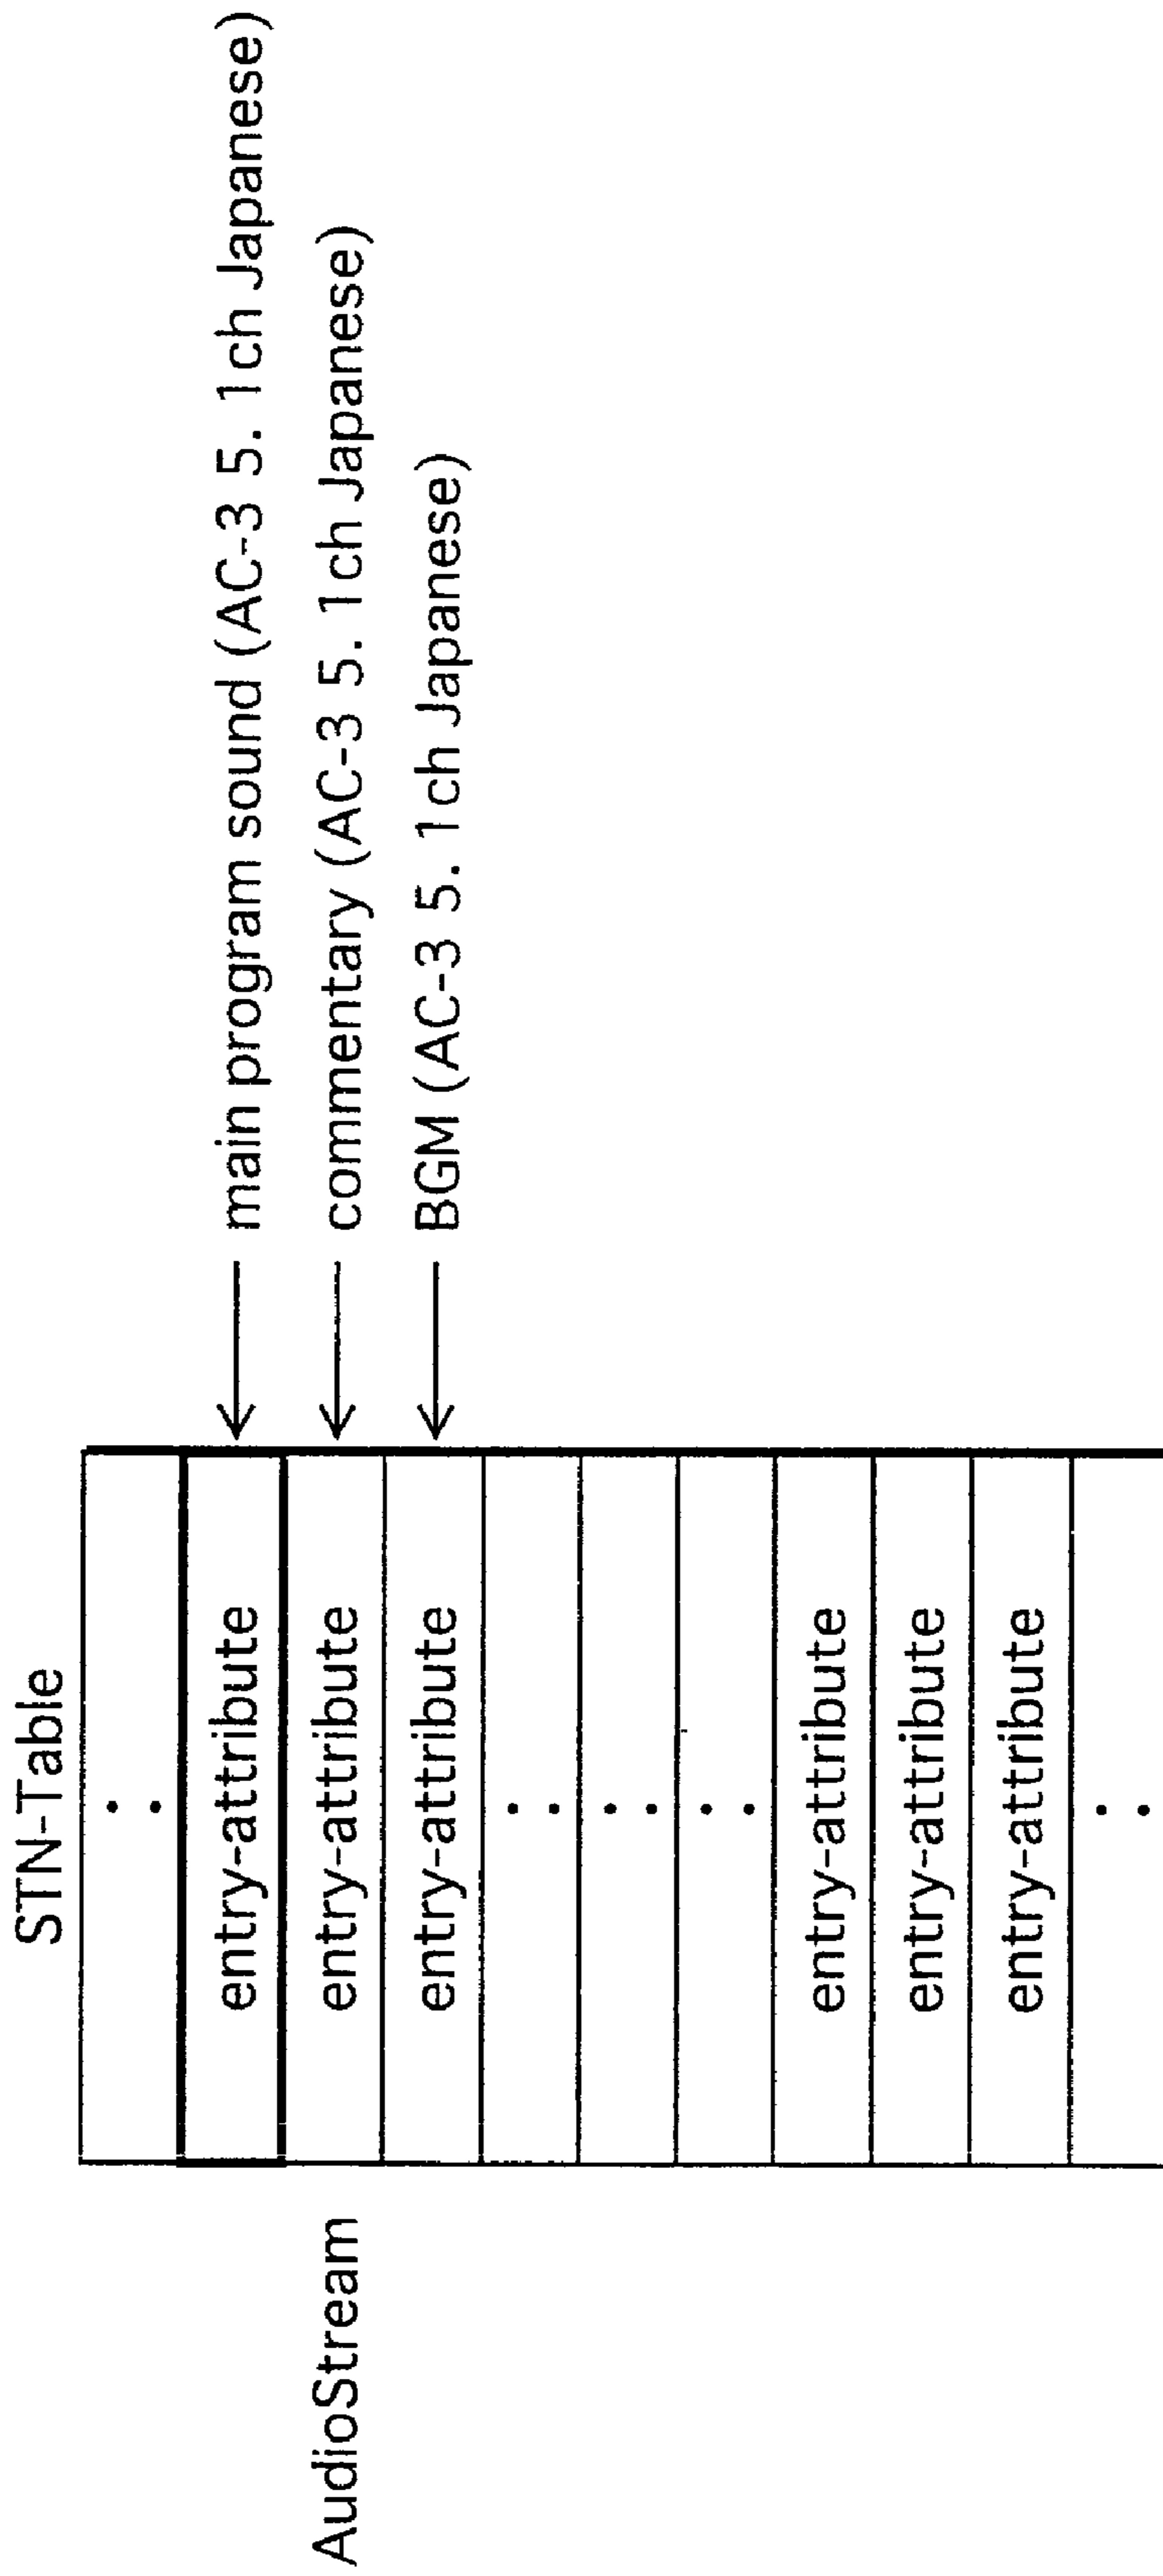 STN-Table
entry-attribute
main program sound (AC-3 5. 1ch Japanese)
AudioStream
entry-attribute
commentary (AC-3 5. 1ch Japanese)
entry-attribute
BGM (AC-3 5. 1ch Japanese)
entry-attribute
entry-attribute
entry-attribute